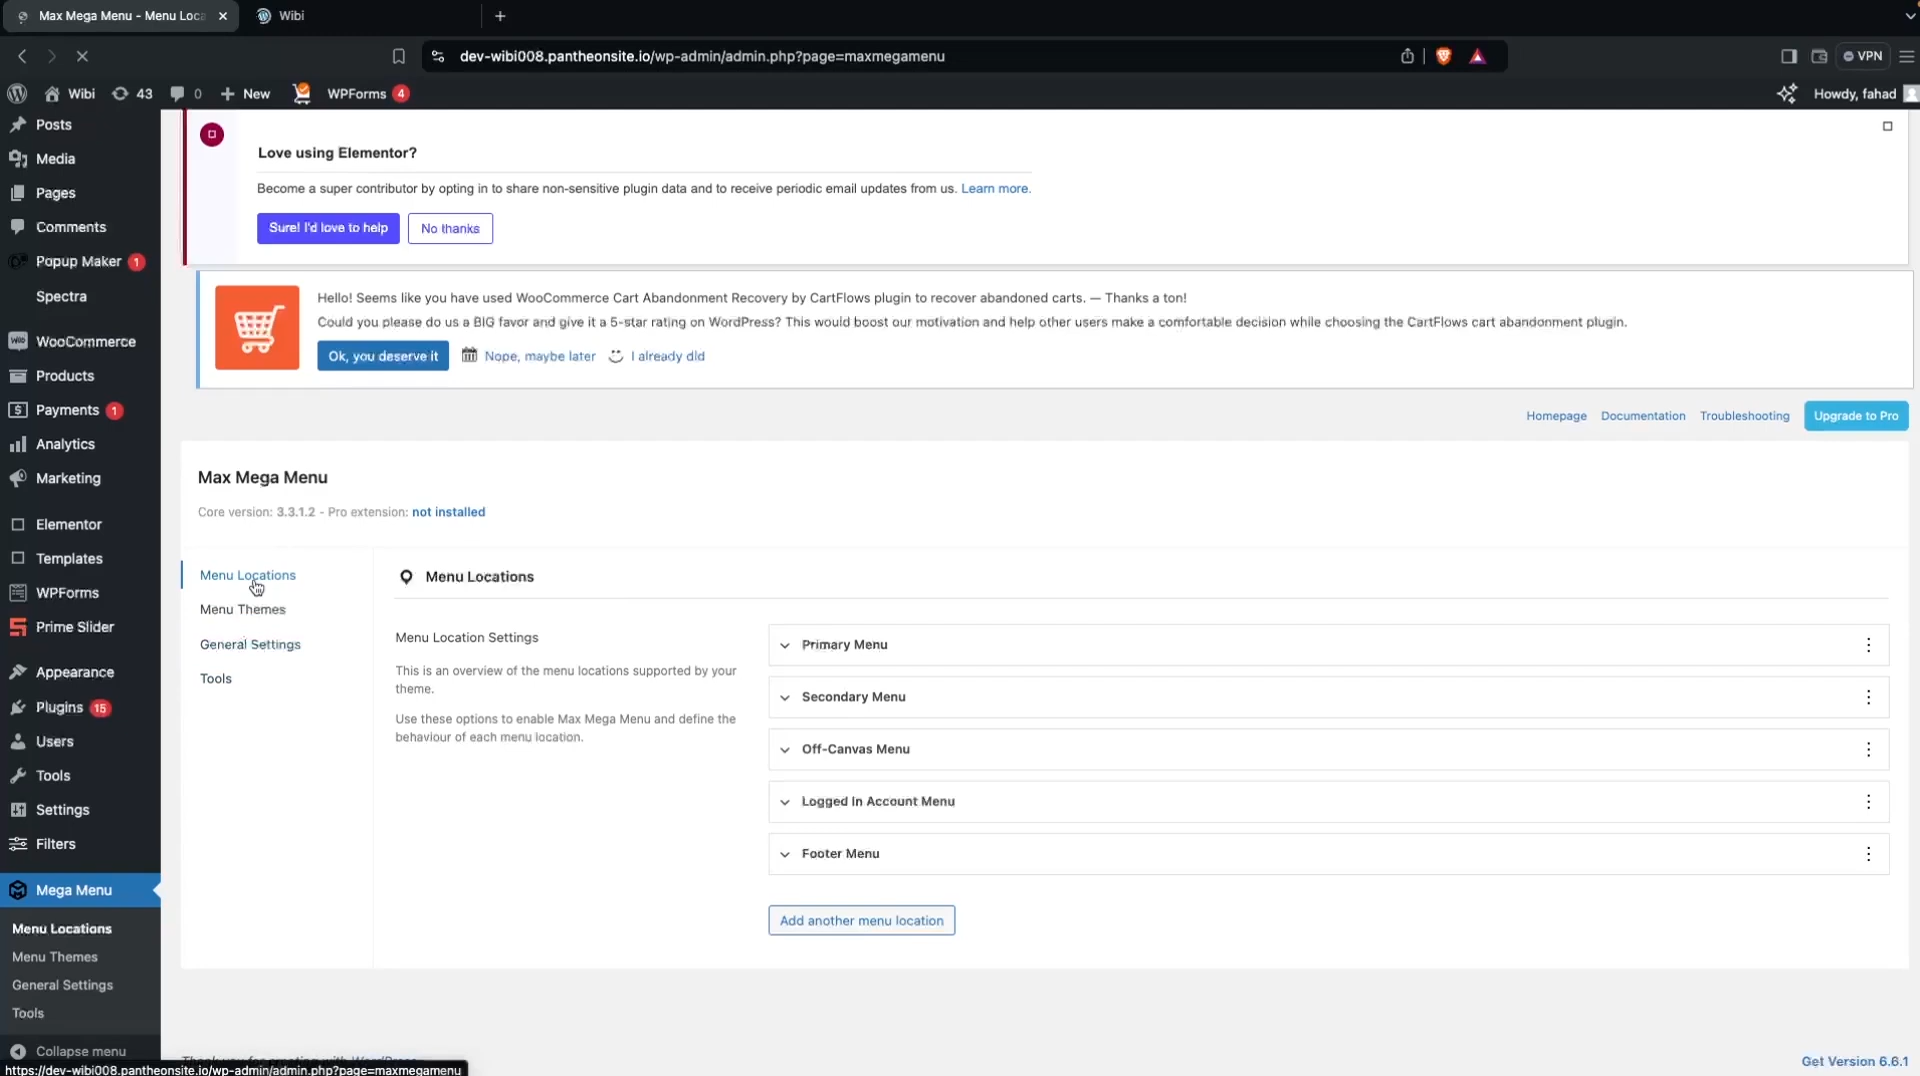 Max Mega Menu - Menu Loca
Wibi
dev-wibi008.pantheonsite.io/wp-admin/admin.php?page=maxmegamenu
VPN
Wibi
43
0
New
WPForms 4
Howdy, fahad
Posts
Media
Pages
Comments
Popup Maker 1
Spectra
WooCommerce
Products
Payments 1
Analytics
Marketing
Elementor
Templates
WPForms
Prime Slider
Appearance
Plugins 15
Users
Tools
Settings
Filters
Mega Menu
Menu Locations
Menu Themes
General Settings
Tools
Collapse menu
Love using Elementor?
Become a super contributor by opting in to share non-sensitive plugin data and to receive periodic email updates from us. Learn more.
Sure! I'd love to help
No thanks
Hello! Seems like you have used WooCommerce Cart Abandonment Recovery by CartFlows plugin to recover abandoned carts. — Thanks a ton!
Could you please do us a BIG favor and give it a 5-star rating on WordPress? This would boost our motivation and help other users make a comfortable decision while choosing the CartFlows cart abandonment plugin.
Ok, you deserve it
Nope, maybe later
I already did
Homepage
Documentation
Troubleshooting
Upgrade to Pro
Max Mega Menu
Core version: 3.3.1.2 - Pro extension: not installed
Menu Locations
Menu Themes
General Settings
Tools
Menu Locations
Menu Location Settings
This is an overview of the menu locations supported by your
theme.
Use these options to enable Max Mega Menu and define the
behaviour of each menu location.
Primary Menu
Secondary Menu
Off-Canvas Menu
Logged In Account Menu
Footer Menu
Add another menu location
Thank you for creating with WordPress
Get Version 6.6.1
https://dev-wibi008.pantheonsite.io/wp-admin/admin.php?page=maxmegamenu